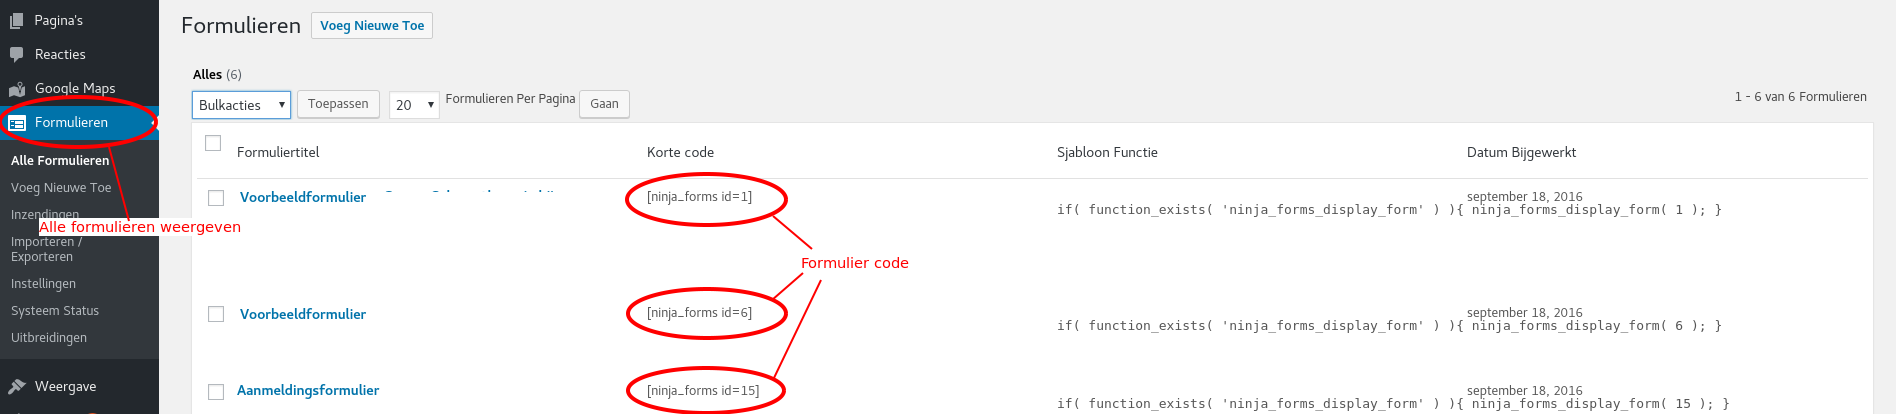 Pagina's
Reacties
Google Maps
Formulieren
Alle Formulieren
Voeg Nieuwe Toe
Inzendingen
Alle formulieren weergeven
Importeren /
Exporteren
Instellingen
Systeem Status
Uitbreidingen
Weergave
Formulieren Voeg Nieuwe Toe
Alles (6)
Bulkacties Toepassen 20 Formulieren Per Pagina Gaan
1 - 6 van 6 Formulieren
Formuliertitel Korte code Sjabloon Functie Datum Bijgewerkt
Voorbeeldformulier [ninja_forms id=1] september 18, 2016
if( function_exists( 'ninja_forms_display_form' ) ){ ninja_forms_display_form( 1 ); }
Formulier code
Voorbeeldformulier [ninja_forms id=6] september 18, 2016
if( function_exists( 'ninja_forms_display_form' ) ){ ninja_forms_display_form( 6 ); }
Aanmeldingsformulier [ninja_forms id=15] september 18, 2016
if( function_exists( 'ninja_forms_display_form' ) ){ ninja_forms_display_form( 15 ); }